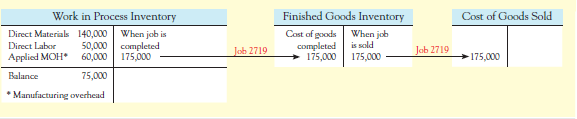 Work in Process Inventory
Direct Materials 140,000 When job is
Direct Labor 50,000 completed
Applied MOH* 60,000 175,000
Balance 75,000
* Manufacturing overhead
Job 2719
Finished Goods Inventory
Cost of goods When job
completed is sold
175,000 175,000
Job 2719
Cost of Goods Sold
175,000